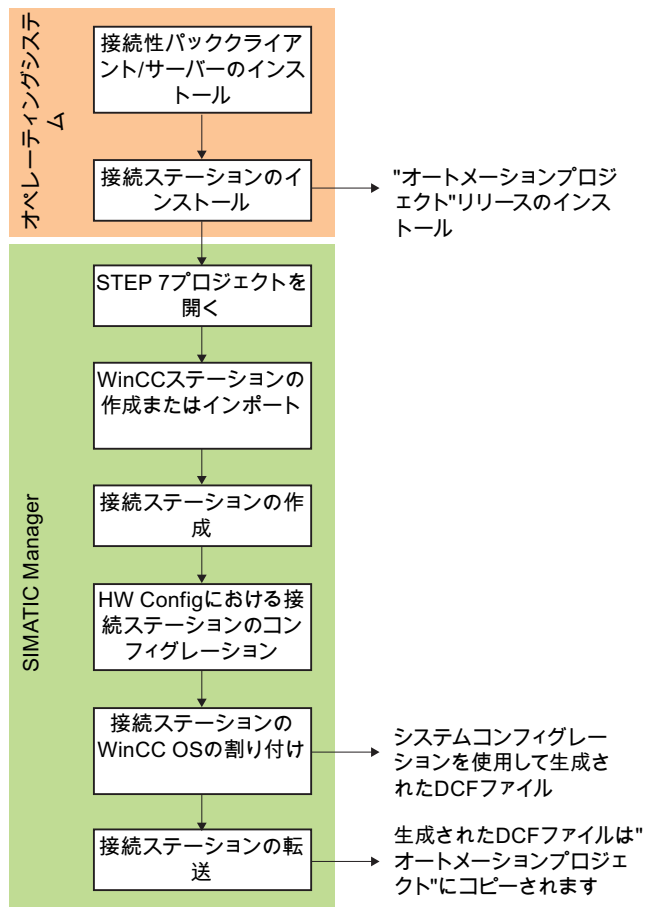 オペレーティングシステ
ム
接続性パッククライア
ント/サーバーのインス
トール
接続ステーションのイ
ンストール
"オートメーションプロジ
ェクト"リリースのインス
トール
SIMATIC Manager
STEP 7プロジェクトを
開く
WinCCステーションの
作成またはインポート
接続ステーションの作
成
HW Configにおける接
続ステーションのコン
フィグレーション
接続ステーションの
WinCC OSの割り付け
システムコンフィグレー
ションを使用して生成さ
れたDCFファイル
接続ステーションの転
送
生成されたDCFファイルは"
オートメーションプロジェ
クト"にコピーされます